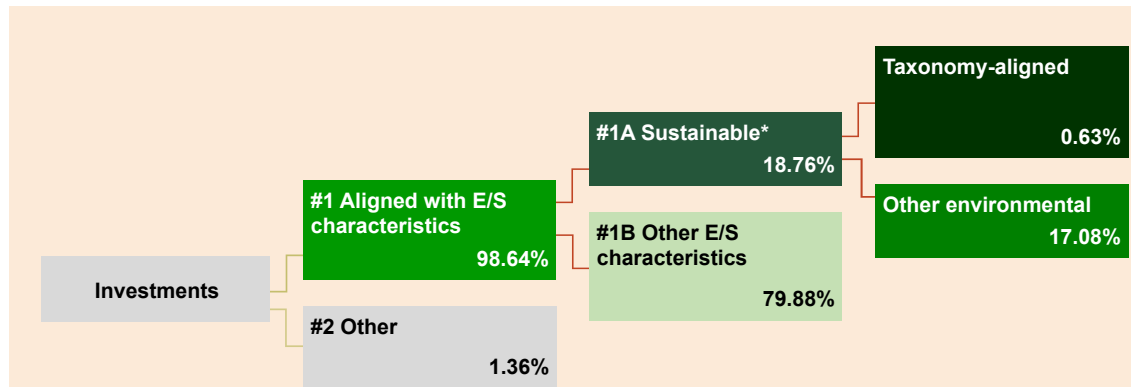 Investments
#1 Aligned with E/S
characteristics
98.64%
#2 Other
1.36%
#1A Sustainable*
18.76%
#1B Other E/S
characteristics
79.88%
Taxonomy-aligned
0.63%
Other environmental
17.08%